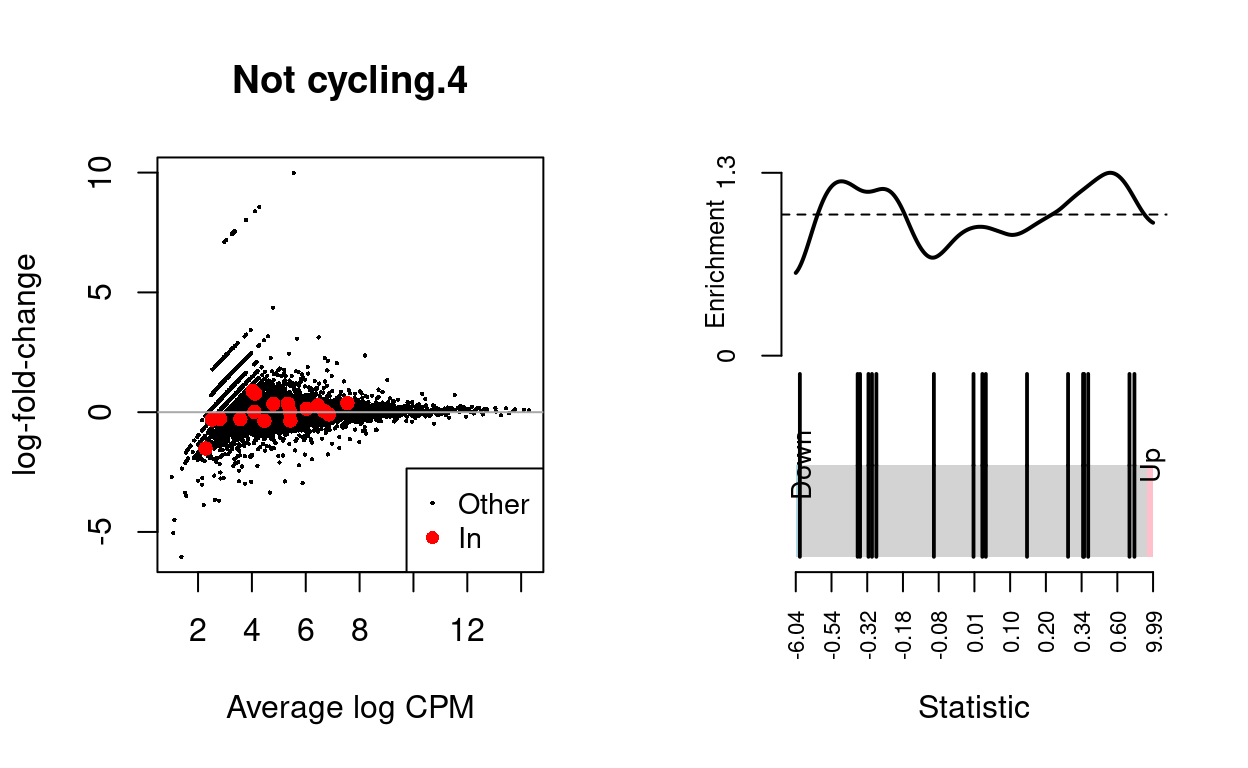 Not cycling.4
log-fold-change
10
5
0
-5
Other
In
2
4
6
8
12
Average log CPM
Enrichment
1.3
0
Down
Up
-6.04
-0.54
-0.32
-0.18
-0.08
0.01
0.10
0.20
0.34
0.60
9.99
Statistic